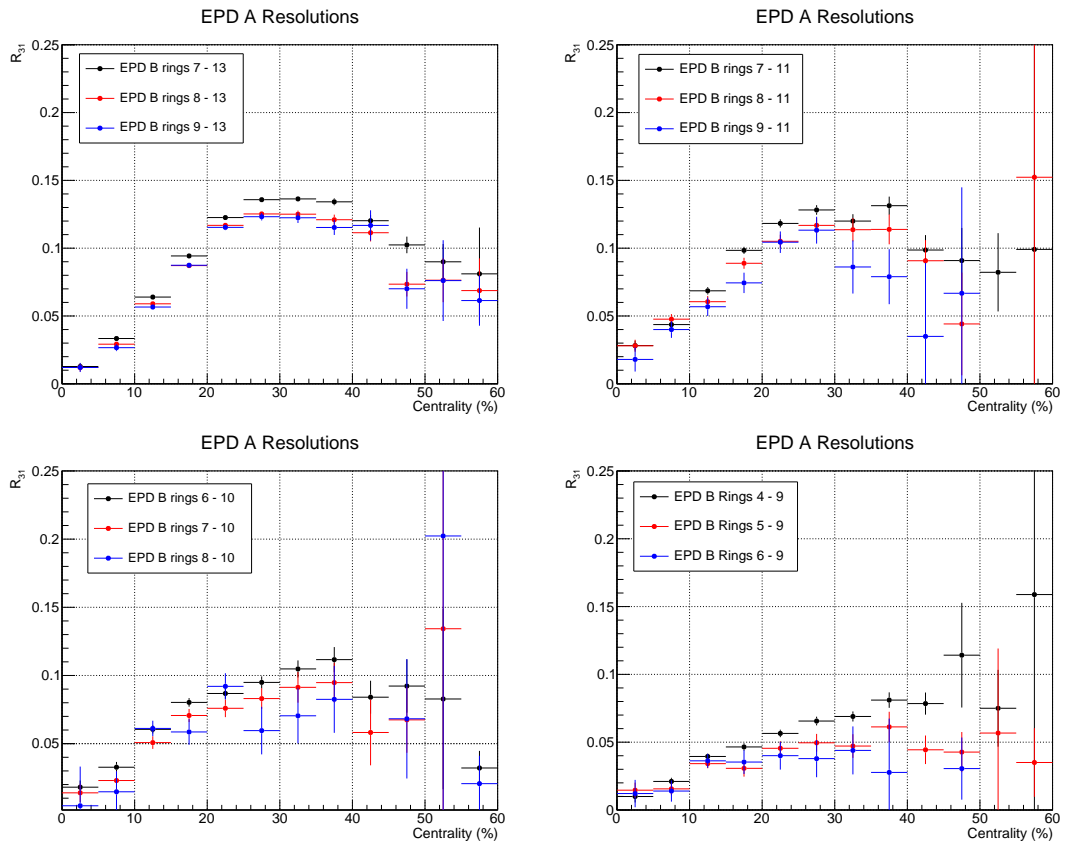 EPD A Resolutions
R31
0.25
0.2
0.15
0.1
0.05
0
EPD B rings 7 - 13
EPD B rings 8 - 13
EPD B rings 9 - 13
0 10 20 30 40 50 60
Centrality (%)
EPD A Resolutions
R31
0.25
0.2
0.15
0.1
0.05
0
EPD B rings 7 - 11
EPD B rings 8 - 11
EPD B rings 9 - 11
0 10 20 30 40 50 60
Centrality (%)
EPD A Resolutions
R31
0.25
0.2
0.15
0.1
0.05
EPD B rings 6 - 10
EPD B rings 7 - 10
EPD B rings 8 - 10
0 10 20 30 40 50 60
Centrality (%)
EPD A Resolutions
R31
0.25
0.2
0.15
0.1
0.05
0
EPD B Rings 4 - 9
EPD B Rings 5 - 9
EPD B Rings 6 - 9
0 10 20 30 40 50 60
Centrality (%)